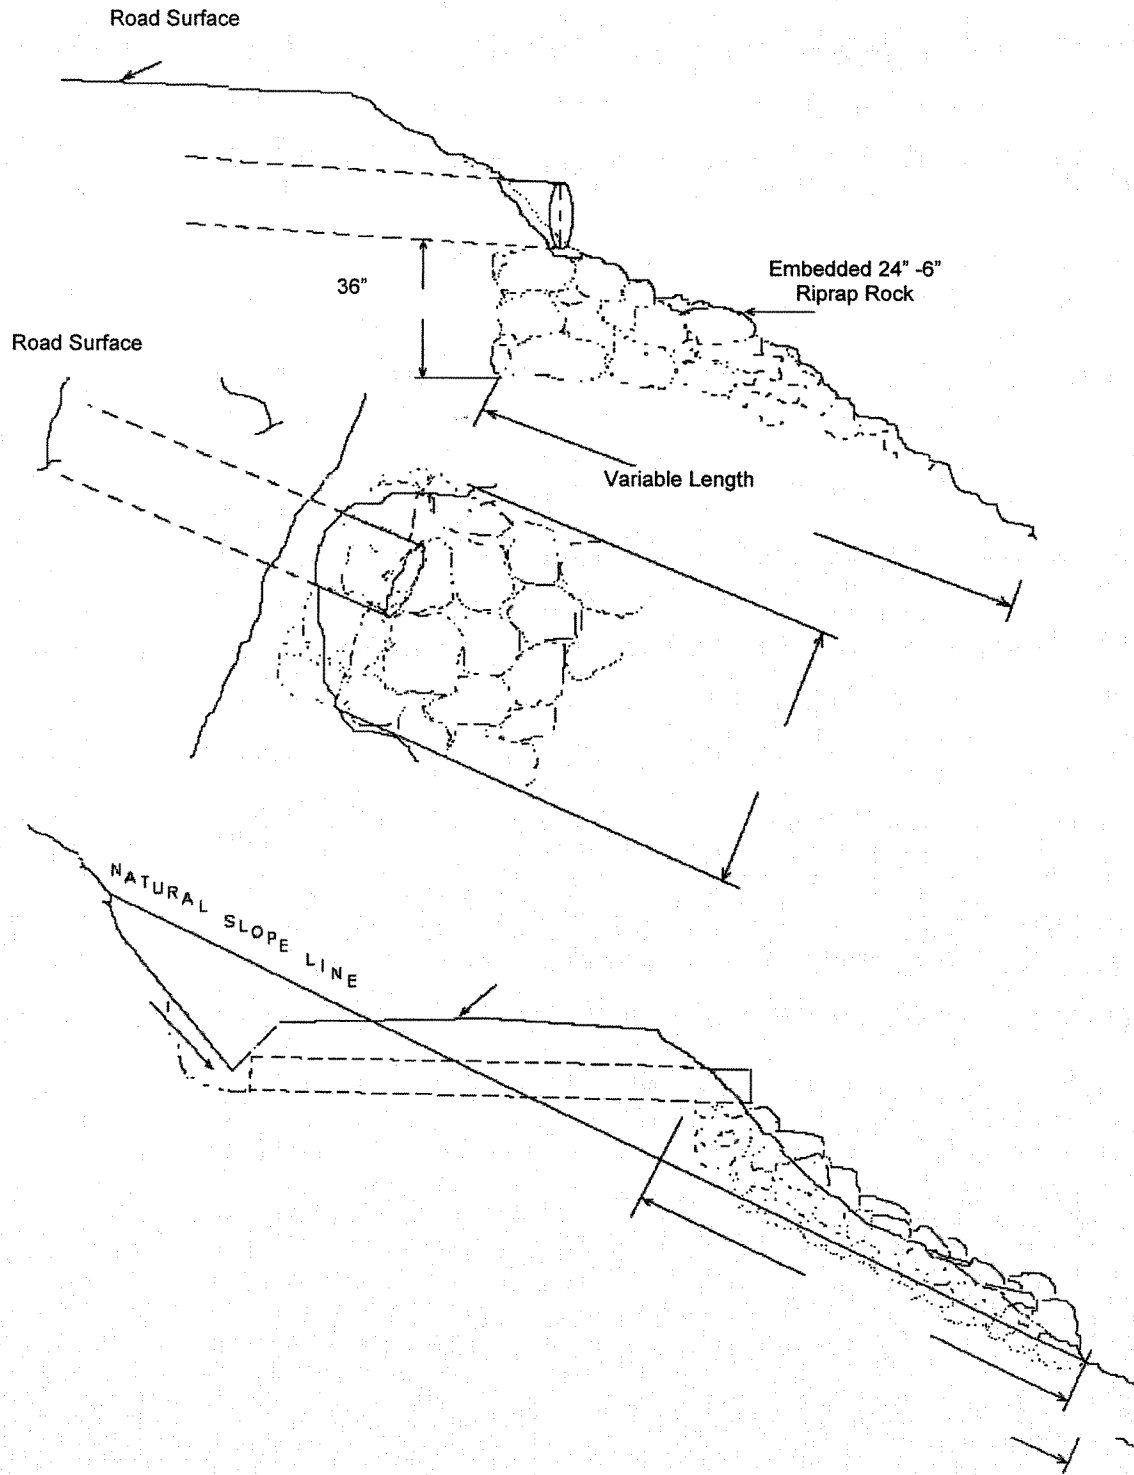 Road Surface
36”
Embedded 24” -6”
Riprap Rock
Road Surface
Variable Length
NATURAL SLOPE LINE